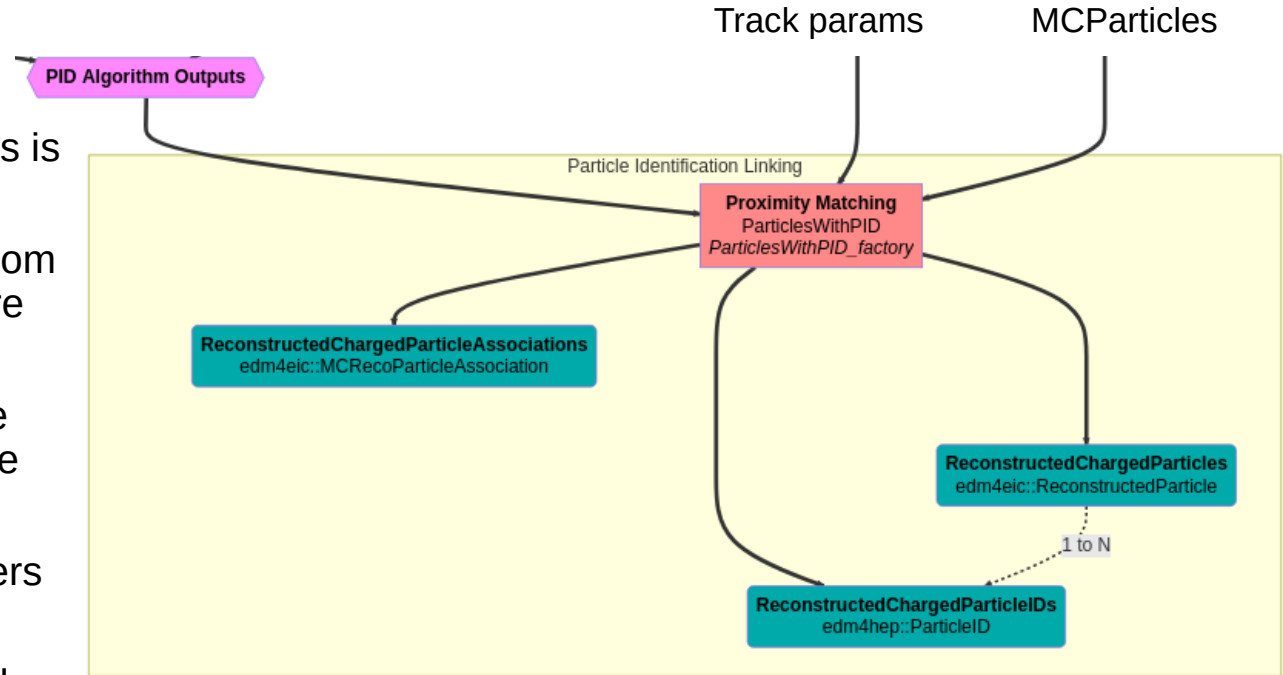 Track params
MCParticles
PID Algorithm Outputs
s is
om
re
e
e
ers
Particle Identification Linking
Proximity Matching
ParticlesWithPID
ParticlesWithPID_factory
ReconstructedChargedParticleAssociations
edm4eic::MCRecoParticleAssociation
ReconstructedChargedParticles
edm4eic::ReconstructedParticle
1 to N
ReconstructedChargedParticleIDs
edm4hep::ParticleID